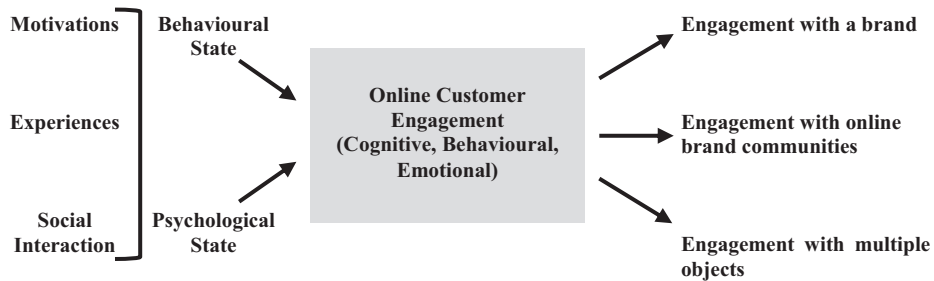 Motivations
Experiences
Social
Interaction
Behavioural
State
Psychological
State
Online Customer
Engagement
(Cognitive, Behavioural,
Emotional)
Engagement with a brand
Engagement with online
brand communities
Engagement with multiple
objects